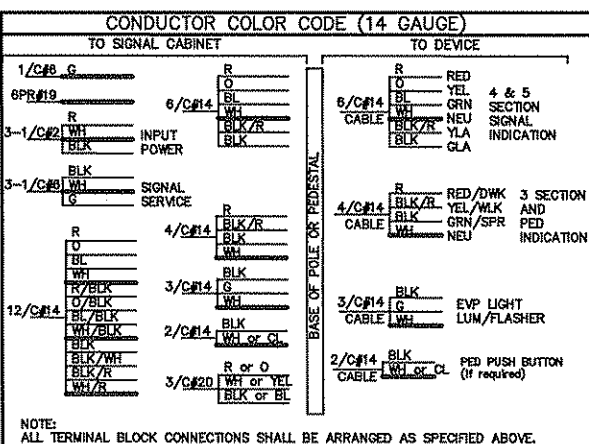 CONDUCTOR COLOR CODE (14 GAUGE)
TO SIGNAL CABINET
1/C#6 G
6PR#19
3-1/C#2 R WH BLK INPUT POWER
3-1/C#6 BLK WH G SIGNAL SERVICE
12/C#14
R
O
BL
WH
R/BLK
O/BLK
BL/BLK
WH/BLK
BLK
BLK/WH
BLK/R
WH/R
6/C#14
R
O
BL
WH
BLK/R
BLK
4/C#14
R
BLK/R
BLK
WH
3/C#14
BLK
G
WH
2/C#14
BLK
WH or CL
3/C#20
R or O
WH or YEL
BLK or BL
BASE OF POLE OR PEDESTAL
TO DEVICE
6/C#14 CABLE
R RED
O YEL
BL GRN
WH NEU
BLK/R YLA
BLK GLA
4 & 5 SECTION SIGNAL INDICATION
4/C#14 CABLE
R RED/DWK
BLK/R YEL/WLK
BLK GRN/SPR
WH NEU
3 SECTION AND PED INDICATION
3/C#14 CABLE
BLK
G
WH
EVP LIGHT
LUM/FLASHER
2/C#14 CABLE
BLK
WH or CL
PED PUSH BUTTON
(if required)
NOTE:
ALL TERMINAL BLOCK CONNECTIONS SHALL BE ARRANGED AS SPECIFIED ABOVE.